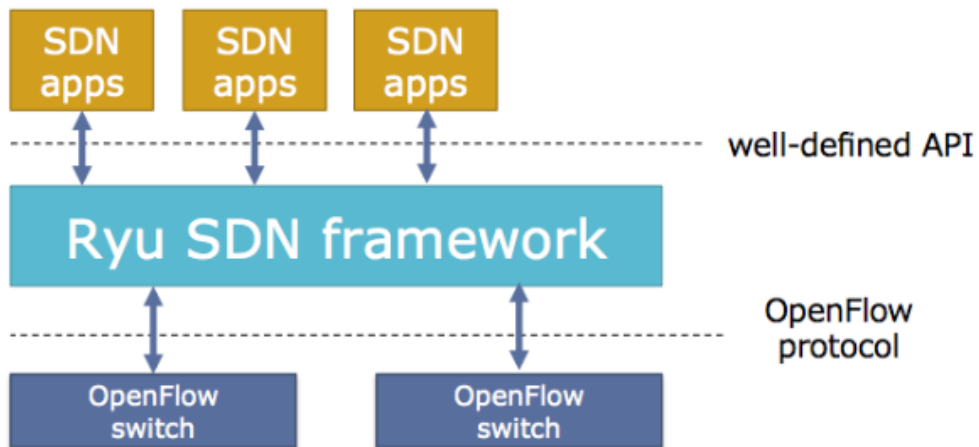 SDN
apps
SDN
apps
SDN
apps
well-defined API
Ryu SDN framework
OpenFlow
protocol
OpenFlow
switch
OpenFlow
switch